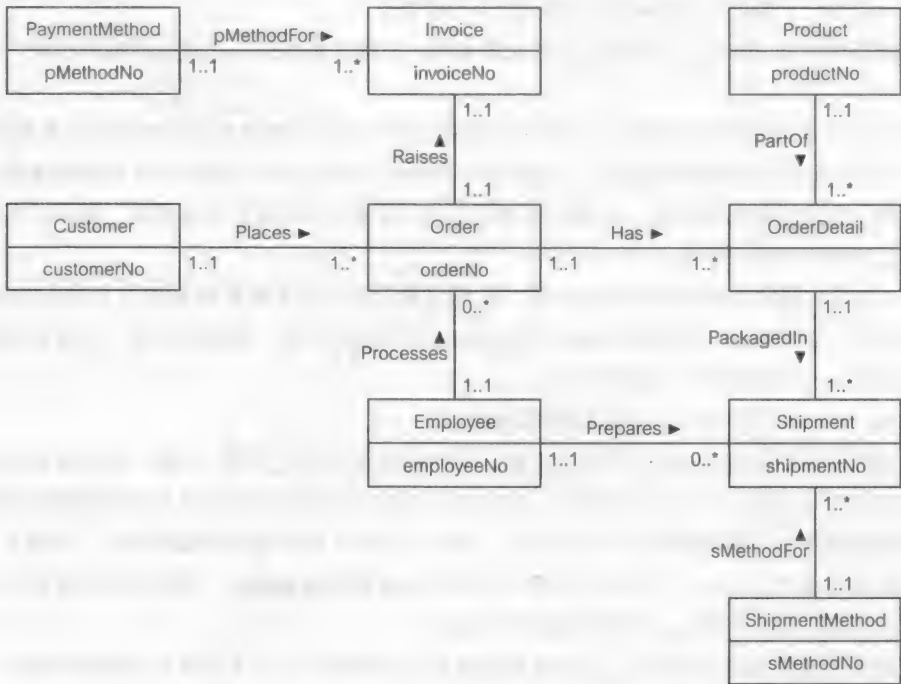 PaymentMethod
pMethodNo
pMethodFor ►
1..1
1..*
Invoice
invoiceNo
Product
productNo
1..1
▲
Raises
1..1
1..1
PartOf
▼
1..*
Customer
customerNo
Places ►
1..1
1..*
Order
orderNo
Has ►
1..1
1..*
OrderDetail
0..*
▲
Processes
1..1
1..1
PackagedIn
▼
1..*
Employee
employeeNo
Prepares ►
1..1
0..*
Shipment
shipmentNo
1..*
▲
sMethodFor
1..1
ShipmentMethod
sMethodNo